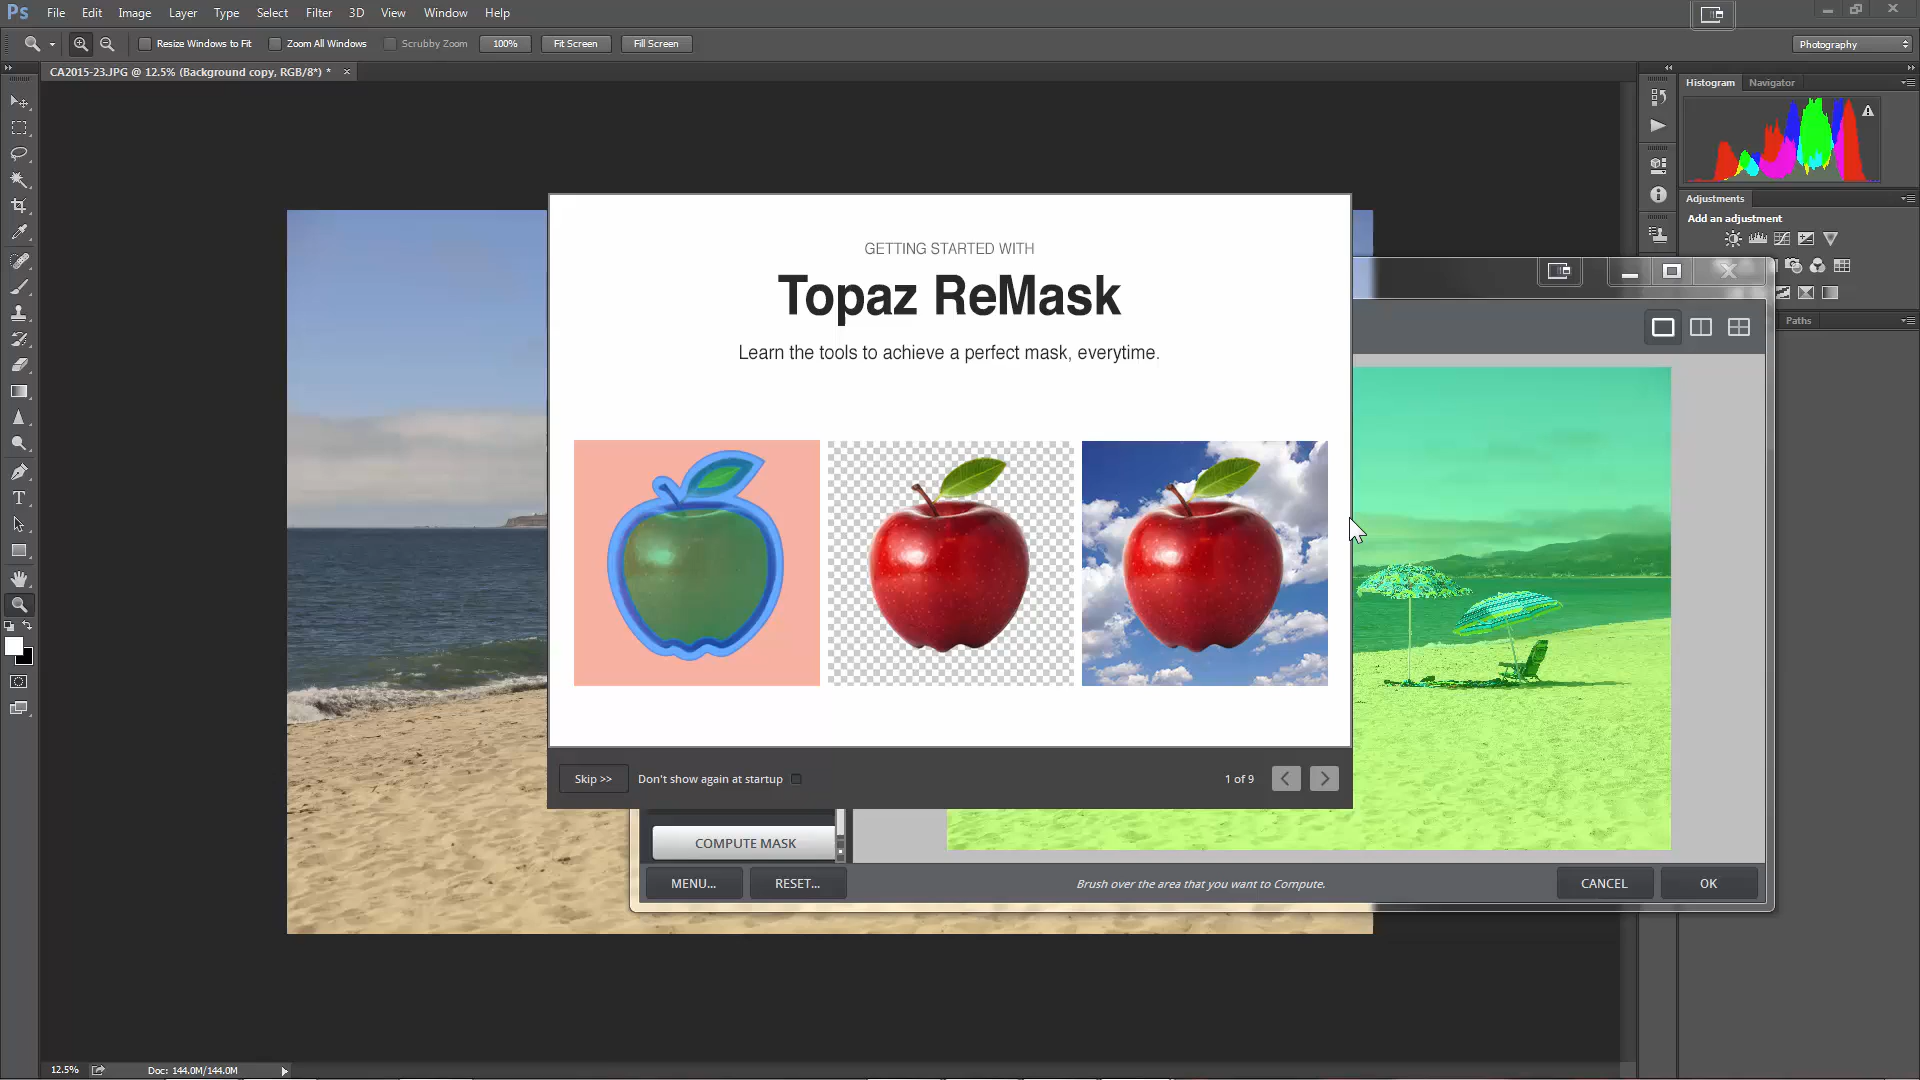 Ps File Edit Image Layer Type Select Filter 3D View Window Help
Resize Windows to Fit Zoom All Windows Scrubby Zoom 100% Fit Screen Fill Screen Photography
CA2015-23.JPG @ 12.5% (Background copy, RGB/8*) * ×
Histogram Navigator
Adjustments
Add an adjustment
Paths
GETTING STARTED WITH
Topaz ReMask
Learn the tools to achieve a perfect mask, everytime.
Skip >> Don't show again at startup 1 of 9
COMPUTE MASK
MENU... RESET... Brush over the area that you want to Compute. CANCEL OK
12.5% Doc: 144.0M/144.0M